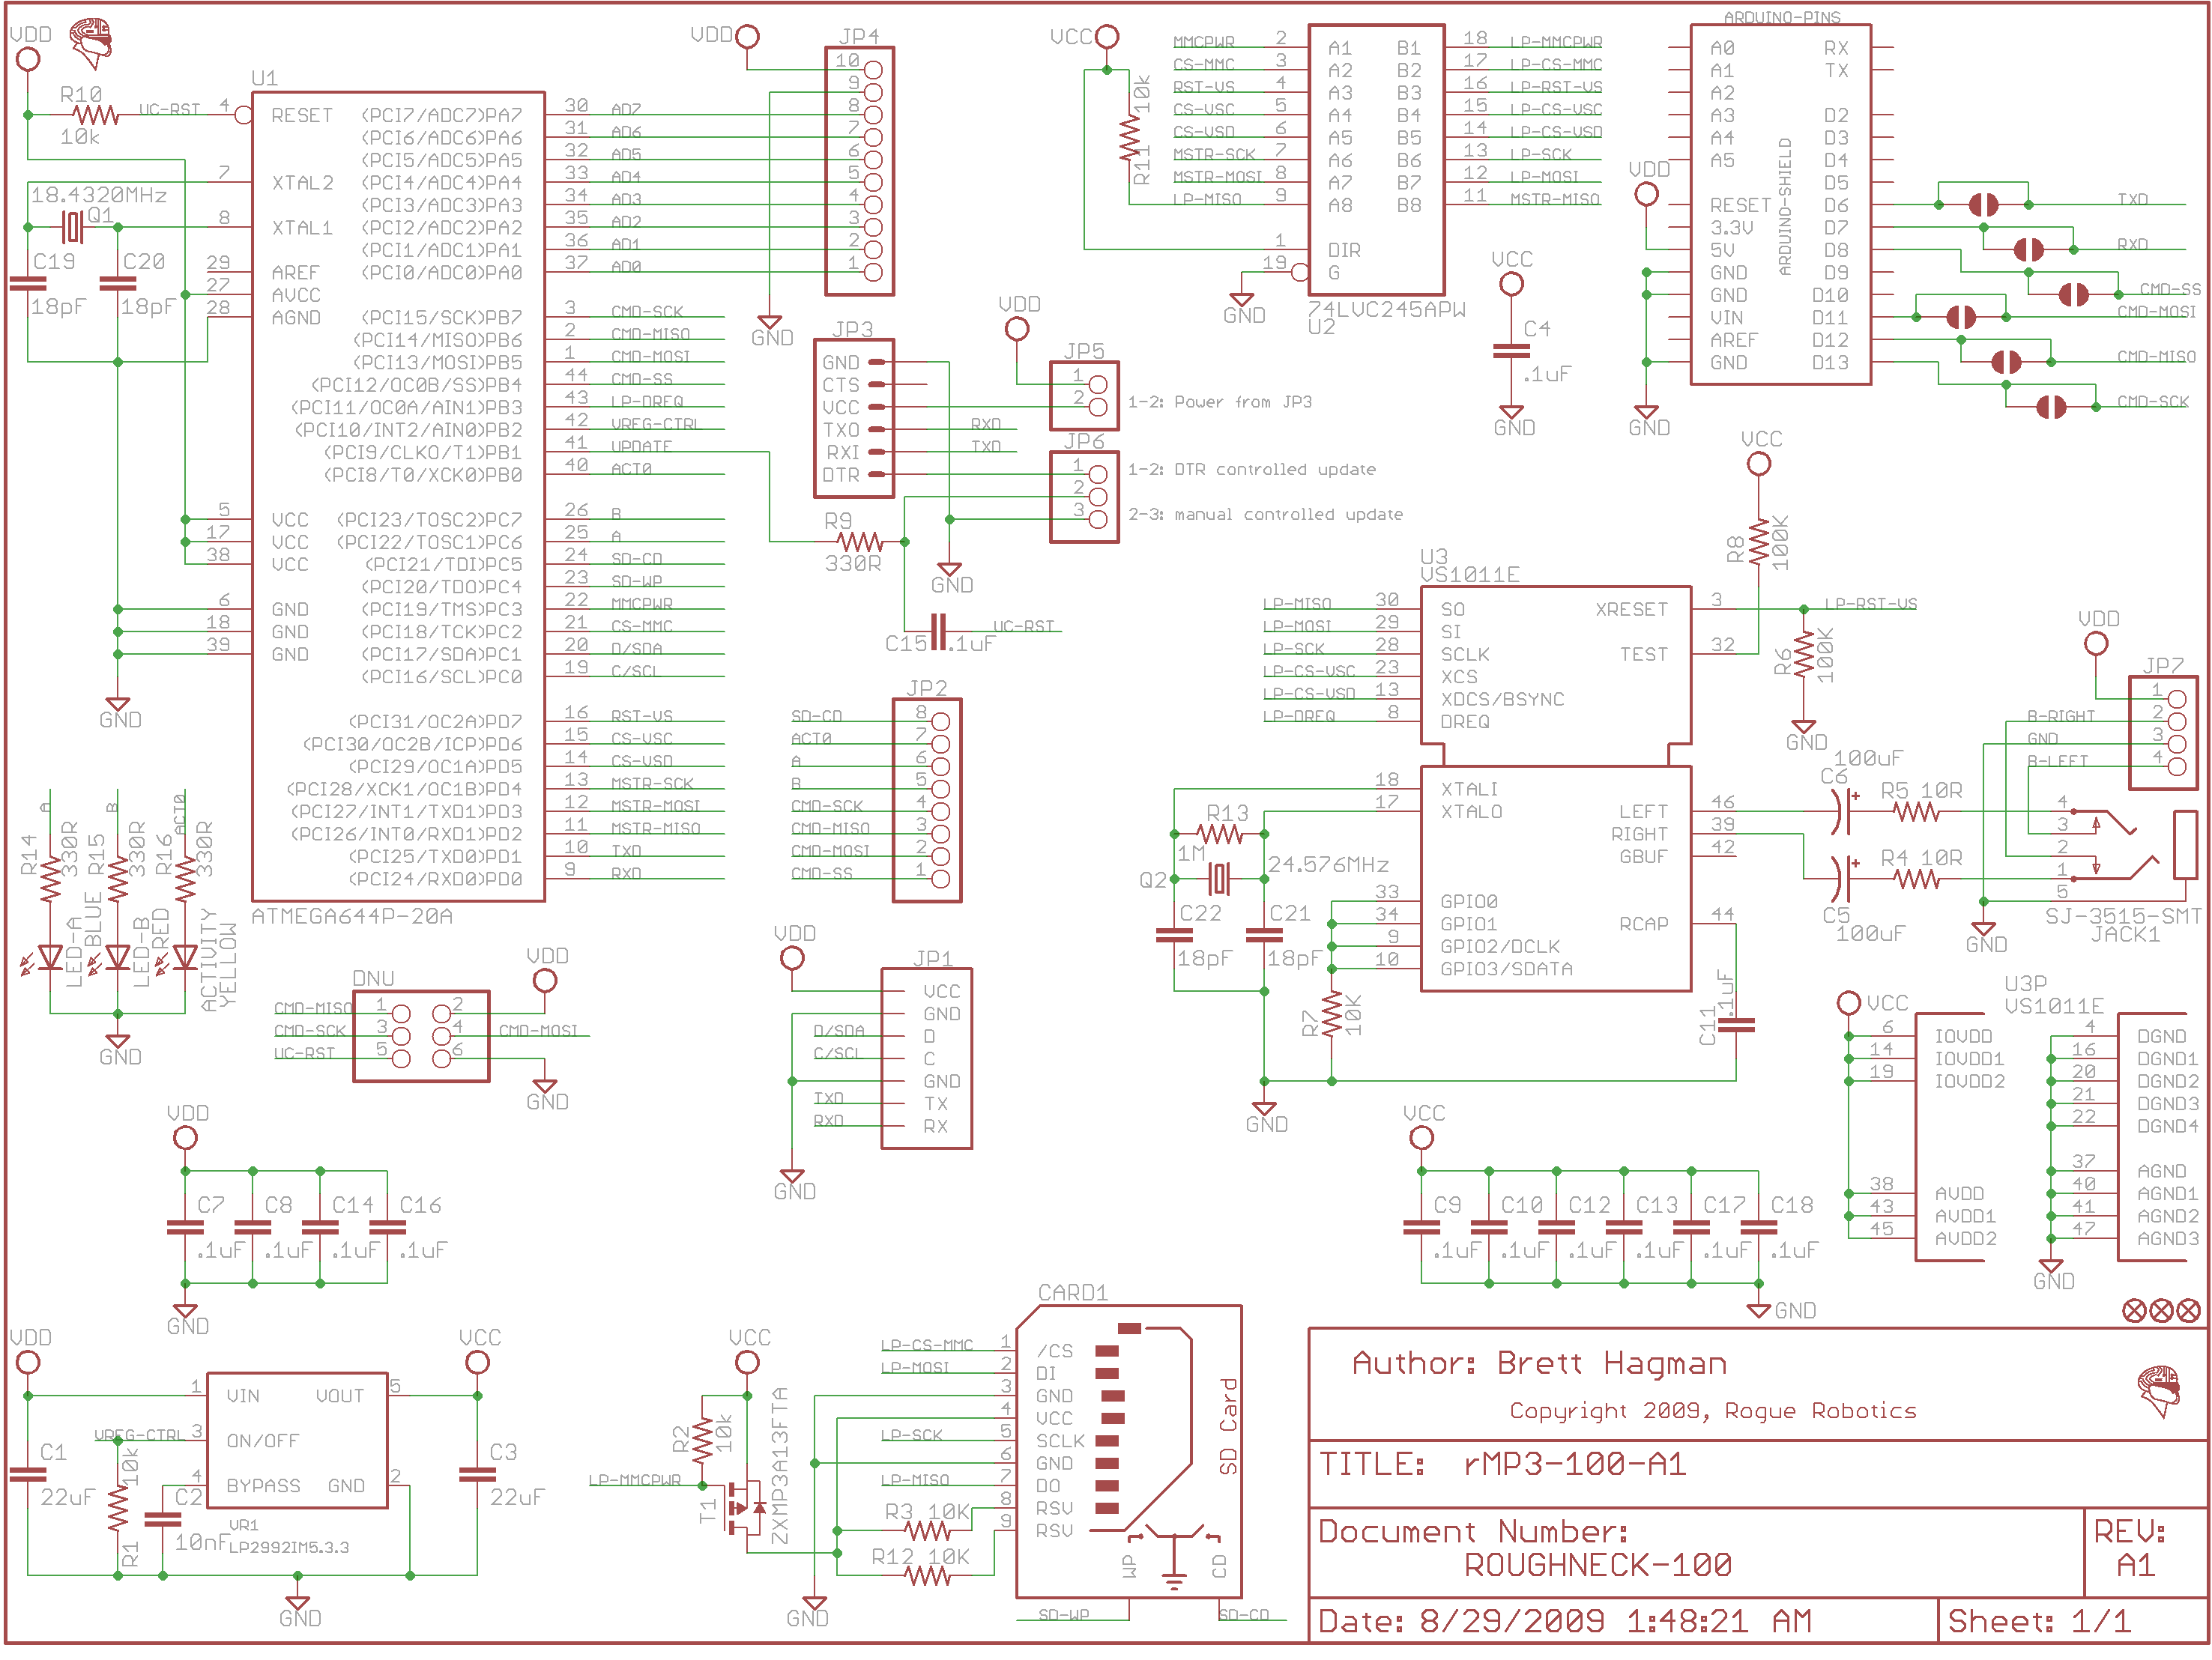 VDD
R10
10k
UC-RST
18.4320MHz
Q1
C19
18pF
C20
18pF
GND
U1
4 RESET
7 XTAL2
8 XTAL1
29 AREF
27 AVCC
28 AGND
5 VCC
17 VCC
38 VCC
6 GND
18 GND
39 GND
(PCI7/ADC7)PA7 30 AD7
(PCI6/ADC6)PA6 31 AD6
(PCI5/ADC5)PA5 32 AD5
(PCI4/ADC4)PA4 33 AD4
(PCI3/ADC3)PA3 34 AD3
(PCI2/ADC2)PA2 35 AD2
(PCI1/ADC1)PA1 36 AD1
(PCI0/ADC0)PA0 37 AD0
(PCI15/SCK)PB7 3 CMD-SCK
(PCI14/MISO)PB6 2 CMD-MISO
(PCI13/MOSI)PB5 1 CMD-MOSI
(PCI12/OC0B/SS)PB4 44 CMD-SS
(PCI11/OC0A/AIN1)PB3 43 LP-DREQ
(PCI10/INT2/AIN0)PB2 42 VREG-CTRL
(PCI9/CLKO/T1)PB1 41 UPDATE
(PCI8/T0/XCK0)PB0 40 ACT0
(PCI23/TOSC2)PC7 26 B
(PCI22/TOSC1)PC6 25 A
(PCI21/TDI)PC5 24 SD-CD
(PCI20/TDO)PC4 23 SD-WP
(PCI19/TMS)PC3 22 MMCPWR
(PCI18/TCK)PC2 21 CS-MMC
(PCI17/SDA)PC1 20 D/SDA
(PCI16/SCL)PC0 19 C/SCL
(PCI31/OC2A)PD7 16 RST-VS
(PCI30/OC2B/ICP)PD6 15 CS-VSC
(PCI29/OC1A)PD5 14 CS-VSD
(PCI28/XCK1/OC1B)PD4 13 MSTR-SCK
(PCI27/INT1/TXD1)PD3 12 MSTR-MOSI
(PCI26/INT0/RXD1)PD2 11 MSTR-MISO
(PCI25/TXD0)PD1 10 TXD
(PCI24/RXD0)PD0 9 RXD
ATMEGA644P-20A
VDD
JP4
10
9
8
7
6
5
4
3
2
1
GND
JP3
GND
CTS
VCC
TXO RXD
RXI TXD
DTR
VDD
JP5
1
2
1-2: Power from JP3
JP6
1
2
3
1-2: DTR controlled update
2-3: manual controlled update
R9
330R
GND
C15 .1uF
UC-RST
VCC
R11 10k
MMCPWR 2 A1 B1 18 LP-MMCPWR
CS-MMC 3 A2 B2 17 LP-CS-MMC
RST-VS 4 A3 B3 16 LP-RST-VS
CS-VSC 5 A4 B4 15 LP-CS-VSC
CS-VSD 6 A5 B5 14 LP-CS-VSD
MSTR-SCK 7 A6 B6 13 LP-SCK
MSTR-MOSI 8 A7 B7 12 LP-MOSI
LP-MISO 9 A8 B8 11 MSTR-MISO
1 DIR
19 G
GND
74LVC245APW
U2
VCC
C4
.1uF
GND
ARDUINO-PINS
ARDUINO-SHIELD
A0 RX
A1 TX
A2
A3 D2
A4 D3
A5 D4
D5
RESET D6
3.3V D7
5V D8
GND D9
GND D10
VIN D11
AREF D12
GND D13
VDD
GND
TXD
RXD
CMD-SS
CMD-MOSI
CMD-MISO
CMD-SCK
VCC
R8 100K
U3
VS1011E
LP-MISO 30 SO
LP-MOSI 29 SI
LP-SCK 28 SCLK
LP-CS-VSC 23 XCS
LP-CS-VSD 13 XDCS/BSYNC
LP-DREQ 8 DREQ
XRESET 3 LP-RST-VS
TEST 32
R6 100K
GND
18 XTALI
17 XTALO
R13
1M
Q2
24.576MHz
C22
18pF
C21
18pF
33 GPIO0
34 GPIO1
9 GPIO2/DCLK
10 GPIO3/SDATA
R7 10K
GND
LEFT 46
RIGHT 39
GBUF 42
RCAP 44
C11 .1uF
100uF
C6
R5 10R
R4 10R
C5
100uF
VDD
JP7
1
B-RIGHT 2
GND 3
B-LEFT 4
4
3
2
1
5
SJ-3515-SMT
JACK1
GND
A
R14 330R
LED-A BLUE
B
R15 330R
LED-B RED
ACT0
R16 330R
ACTIVITY YELLOW
GND
DNU
VDD
CMD-MISO 1 2
CMD-SCK 3 4 CMD-MOSI
UC-RST 5 6
GND
JP2
SD-CD 8
ACT0 7
A 6
B 5
CMD-SCK 4
CMD-MISO 3
CMD-MOSI 2
CMD-SS 1
VDD
JP1
VCC
GND
D/SDA D
C/SCL C
GND
TXD TX
RXD RX
GND
VCC
U3P
VS1011E
6 IOVDD
14 IOVDD1
19 IOVDD2
38 AVDD
43 AVDD1
45 AVDD2
4 DGND
16 DGND1
20 DGND2
21 DGND3
22 DGND4
37 AGND
40 AGND1
41 AGND2
47 AGND3
GND
VDD
C7 C8 C14 C16
.1uF .1uF .1uF .1uF
GND
VCC
C9 C10 C12 C13 C17 C18
.1uF .1uF .1uF .1uF .1uF .1uF
GND
VDD
VCC
1 VIN VOUT 5
VREG-CTRL 3 ON/OFF
4 BYPASS GND 2
C1
22uF
R1 10k
C2
10nF
VR1
LP2992IM5.3.3
C3
22uF
GND
VCC
R2 10k
LP-MMCPWR
T1
ZXMP3A13FTA
CARD1
LP-CS-MMC 1 /CS
LP-MOSI 2 DI
3 GND
4 VCC
LP-SCK 5 SCLK
6 GND
LP-MISO 7 DO
8 RSV
9 RSV
R3 10K
R12 10K
SD Card
WP
CD
SD-WP
SD-CD
GND
Author: Brett Hagman
Copyright 2009, Rogue Robotics
TITLE: rMP3-100-A1
Document Number:
ROUGHNECK-100
REV:
A1
Date: 8/29/2009 1:48:21 AM
Sheet: 1/1